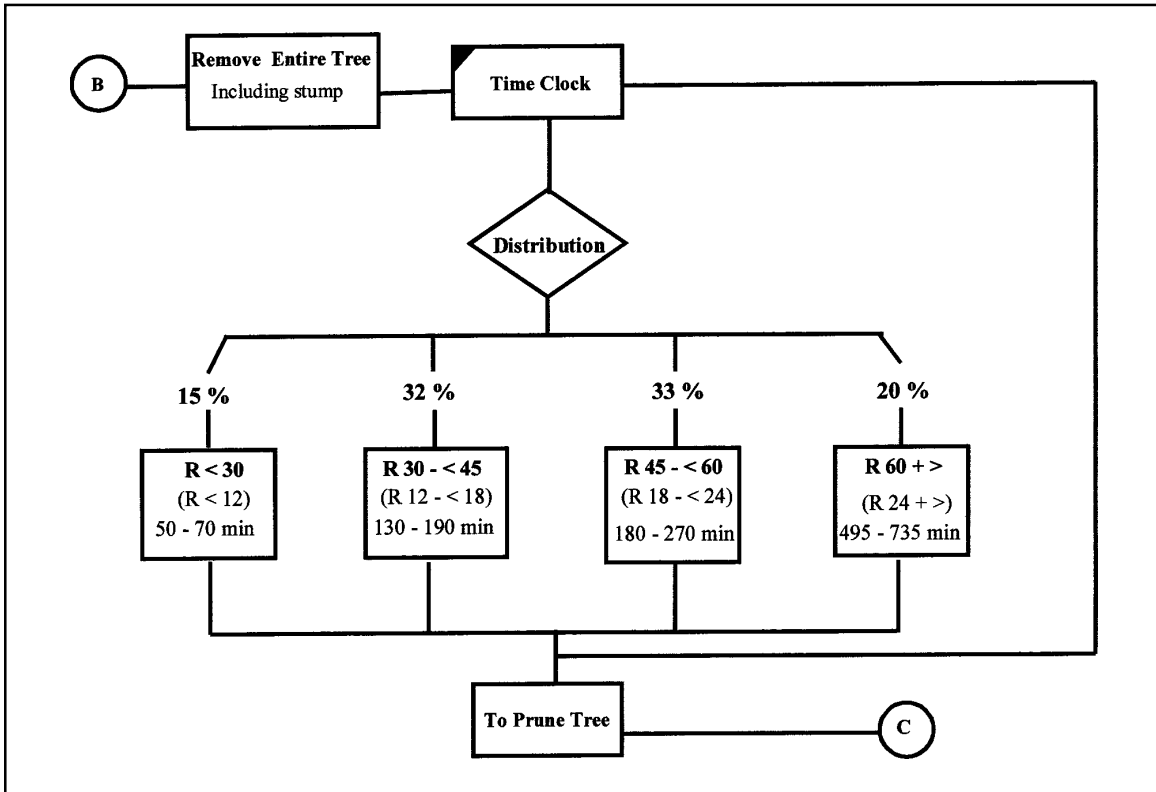 B
Remove Entire Tree
Including stump
Time Clock
Distribution
15 %
32 %
33 %
20 %
R < 30
(R < 12)
50 - 70 min
R 30 - < 45
(R 12 - < 18)
130 - 190 min
R 45 - < 60
(R 18 - < 24)
180 - 270 min
R 60 + >
(R 24 + >)
495 - 735 min
To Prune Tree
C